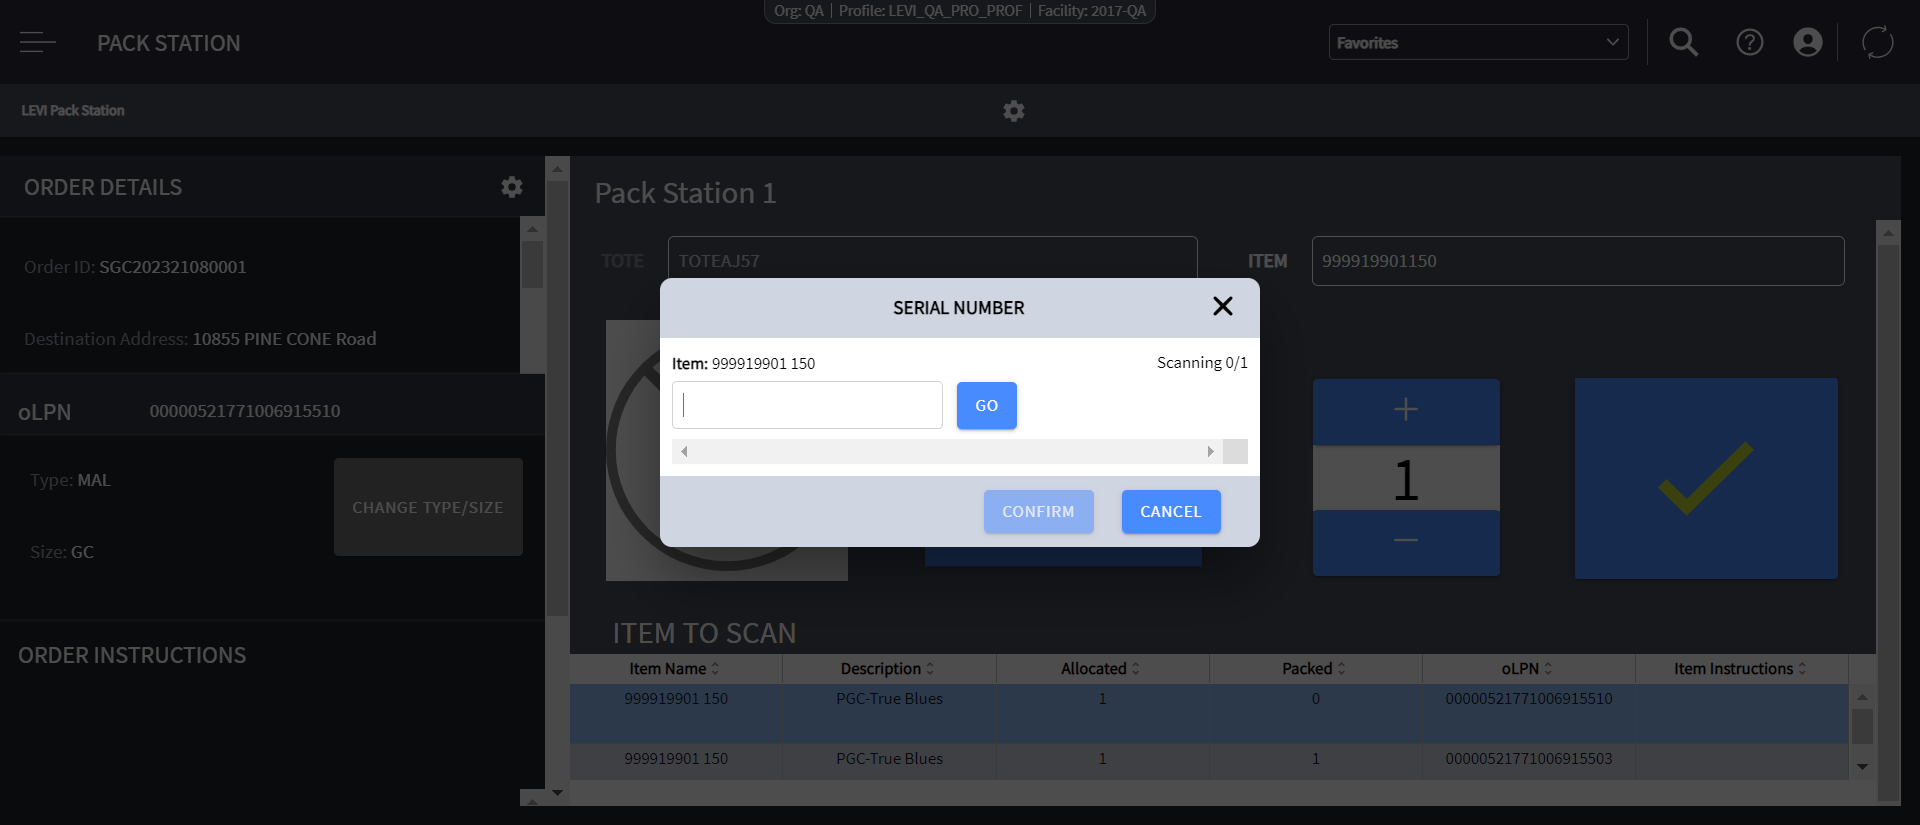 Org: QA | Profile: LEVI_QA_PRO_PROF | Facility: 2017-QA
PACK STATION
Favorites
LEVI Pack Station
ORDER DETAILS
Order ID: SGC202321080001
Destination Address: 10855 PINE CONE Road
oLPN 00000521771006915510
Type: MAL
CHANGE TYPE/SIZE
Size: GC
ORDER INSTRUCTIONS
Pack Station 1
TOTE TOTEAJ57 ITEM 999919901150
SERIAL NUMBER
Item: 999919901 150 Scanning 0/1
GO
CONFIRM CANCEL
1
ITEM TO SCAN
Item Name Description Allocated Packed oLPN Item Instructions
999919901 150 PGC-True Blues 1 0 00000521771006915510
999919901 150 PGC-True Blues 1 1 00000521771006915503